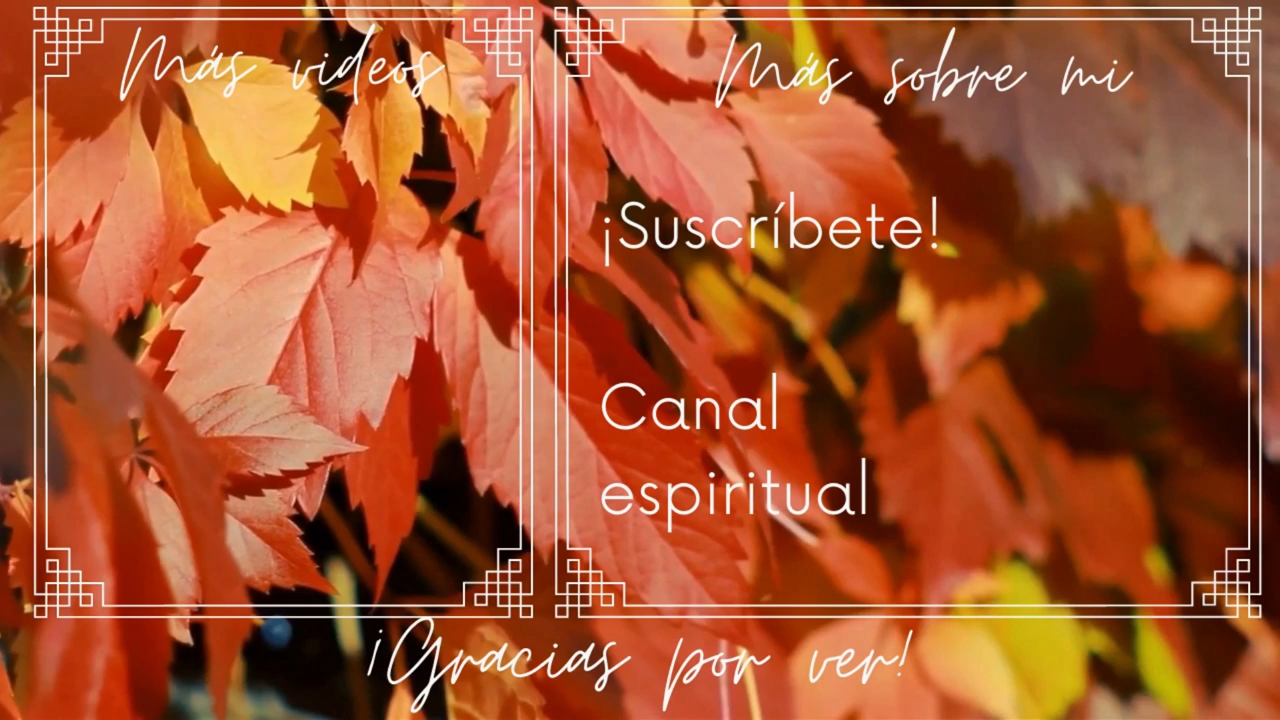 Más videos
Más sobre mi
¡Suscríbete!
Canal
espiritual
¡Gracias por ver!